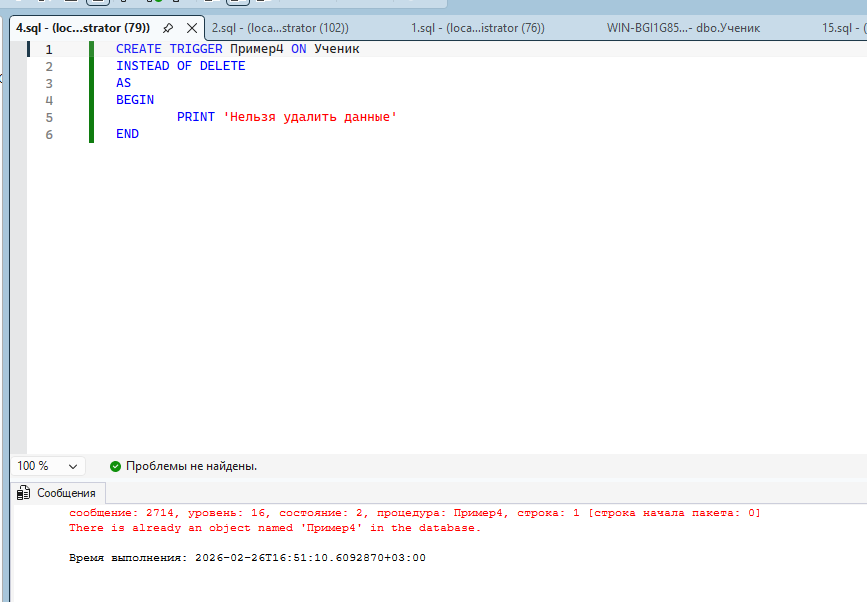 4.sql - (loc...strator (79)) 2.sql - (loca...strator (102)) 1.sql - (loca...istrator (76)) WIN-BGI1G85...- dbo.Ученик 15.sql - (
1 CREATE TRIGGER Пример4 ON Ученик
2 INSTEAD OF DELETE
3 AS
4 BEGIN
5 PRINT 'Нельзя удалить данные'
6 END
100 % Проблемы не найдены.
Сообщения
сообщение: 2714, уровень: 16, состояние: 2, процедура: Пример4, строка: 1 [строка начала пакета: 0]
There is already an object named 'Пример4' in the database.
Время выполнения: 2026-02-26T16:51:10.6092870+03:00